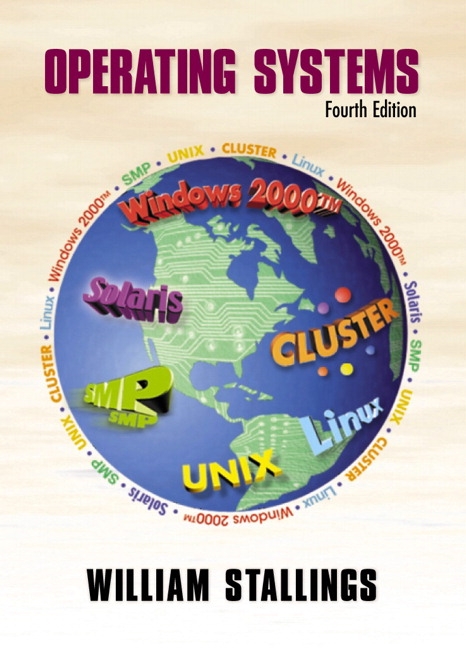 OPERATING SYSTEMS
Fourth Edition
Windows 2000™ • SMP • UNIX • CLUSTER • Linux • Windows 2000™ • Solaris • SMP • UNIX • CLUSTER • Linux • Windows 2000™ • Solaris • SMP • UNIX • CLUSTER • Linux •
Windows 2000™
Solaris
CLUSTER
SMP
SMP
Linux
UNIX
WILLIAM STALLINGS